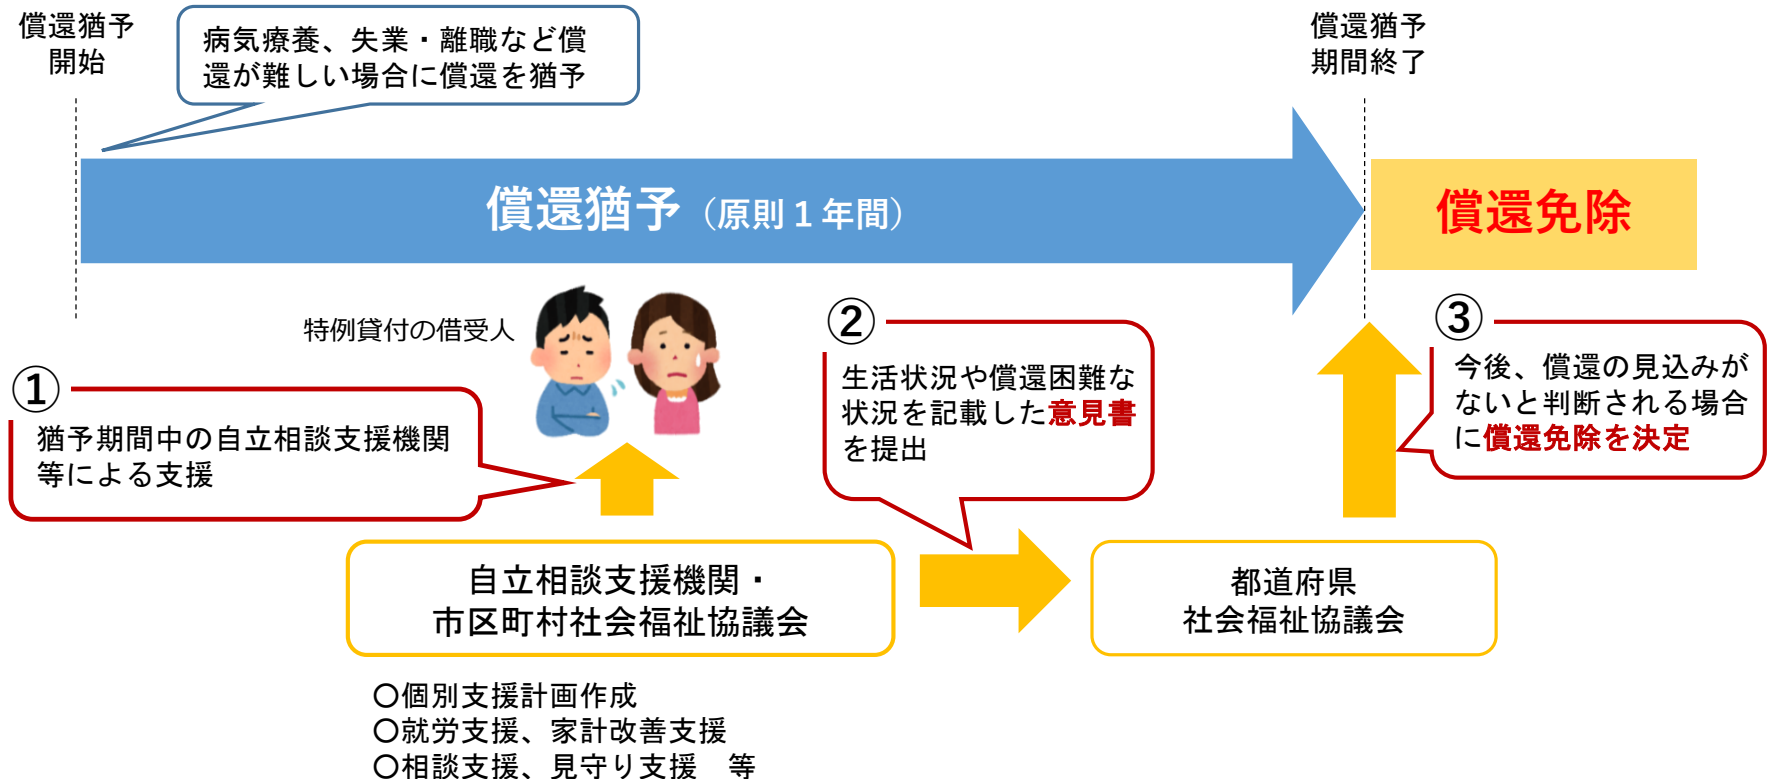 償還猶予
開始
病気療養、失業・離職など償
還が難しい場合に償還を猶予
償還猶予
期間終了
償還猶予（原則１年間）
償還免除
特例貸付の借受人
①
猶予期間中の自立相談支援機関
等による支援
②
生活状況や償還困難な
状況を記載した意見書
を提出
③
今後、償還の見込みが
ないと判断される場合
に償還免除を決定
自立相談支援機関・
市区町村社会福祉協議会
都道府県
社会福祉協議会
〇個別支援計画作成
〇就労支援、家計改善支援
〇相談支援、見守り支援　等